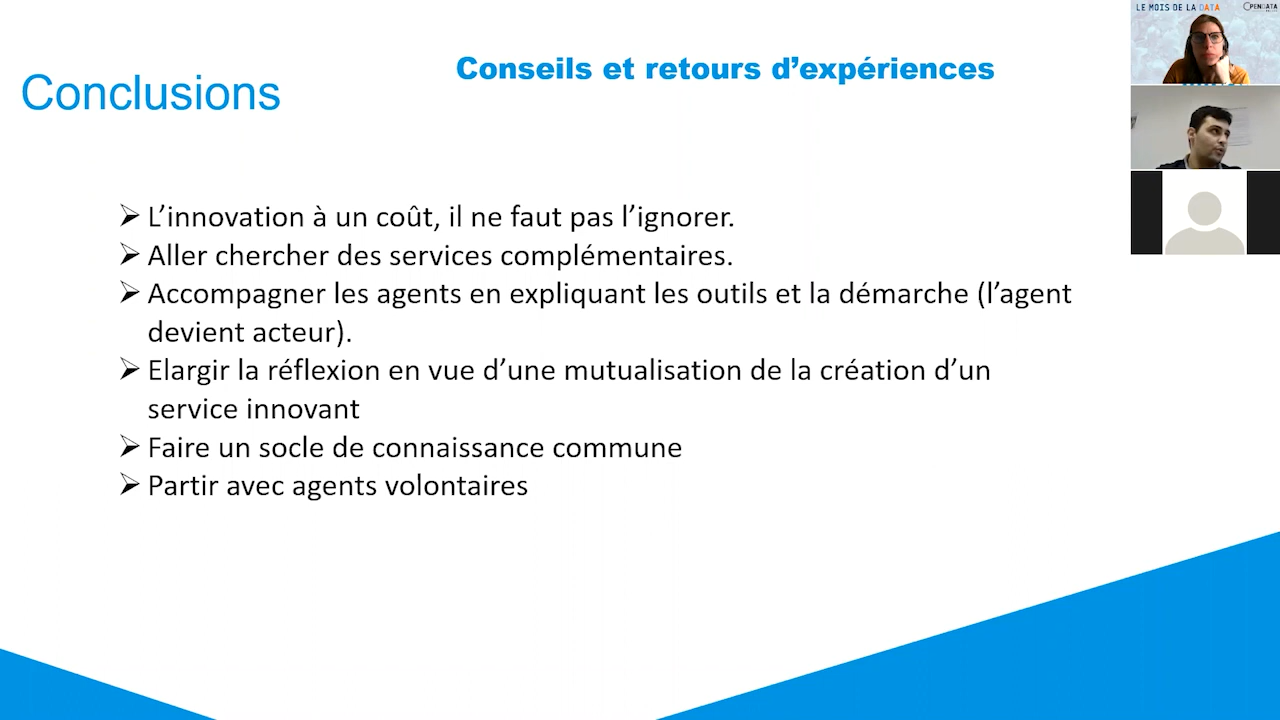 Conclusions
Conseils et retours d’expériences
➢ L’innovation à un coût, il ne faut pas l’ignorer.
➢ Aller chercher des services complémentaires.
➢ Accompagner les agents en expliquant les outils et la démarche (l’agent
devient acteur).
➢ Elargir la réflexion en vue d’une mutualisation de la création d’un
service innovant
➢ Faire un socle de connaissance commune
➢ Partir avec agents volontaires
LE MOIS DE LA DATA
OPENDATA